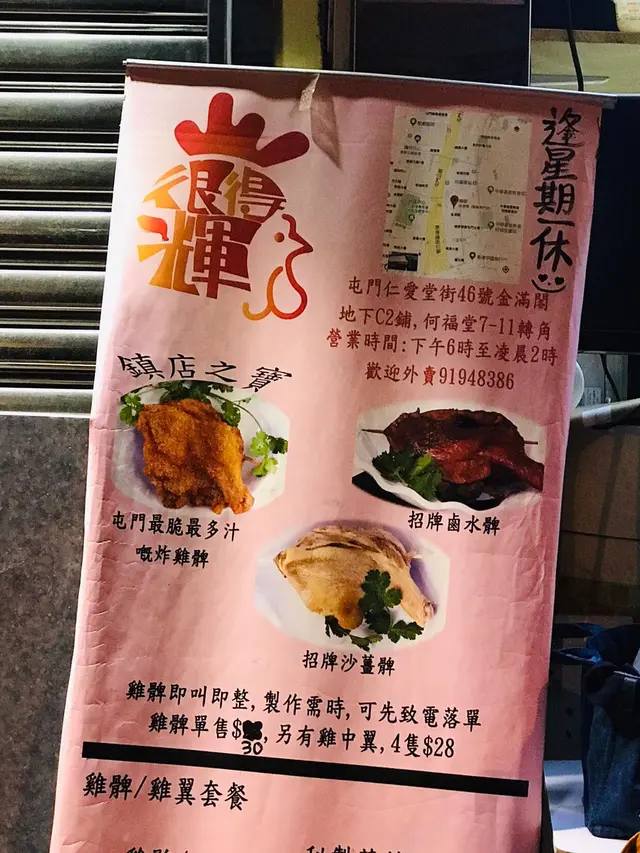 很得
輝
逢星期一休
屯門仁愛堂街46號金滿閣
地下C2鋪,何福堂7-11轉角
營業時間:下午6時至凌晨2時
歡迎外賣91948386
鎮店之寶
屯門最脆最多汁
嘅炸雞髀
招牌鹵水髀
招牌沙薑髀
雞髀即叫即整,製作需時,可先致電落單
雞髀單售$30,另有雞中翼,4隻$28
雞髀/雞翼套餐